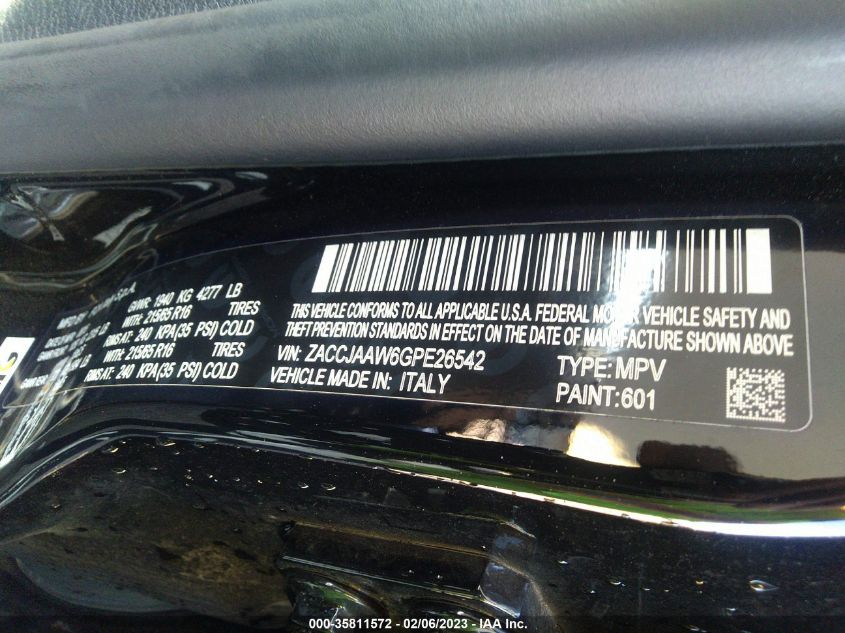 GVWR: 1940 KG 4277 LB
WITH: 215/65 R16 TIRES
RIMS AT: 240 KPA(35 PSI) COLD
WITH: 215/65 R16 TIRES
RIMS AT: 240 KPA(35 PSI) COLD
THIS VEHICLE CONFORMS TO ALL APPLICABLE U.S.A. FEDERAL MOTOR VEHICLE SAFETY AND
THEFT PREVENTION STANDARDS IN EFFECT ON THE DATE OF MANUFACTURE SHOWN ABOVE
VIN: ZACCJAAW6GPE26542 TYPE: MPV
VEHICLE MADE IN: ITALY PAINT: 601
000-35811572 - 02/06/2023 - IAA Inc.